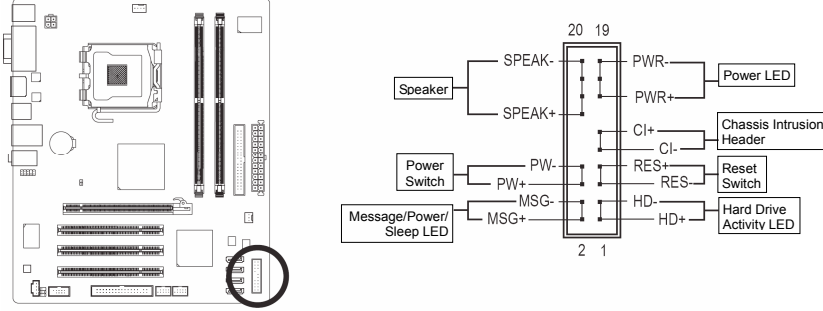 20 19
SPEAK-
SPEAK+
Speaker
PWR-
PWR+
Power LED
CI+
CI-
Chassis Intrusion
Header
PW-
PW+
Power
Switch
RES+
RES-
Reset
Switch
MSG-
MSG+
Message/Power/
Sleep LED
HD-
HD+
Hard Drive
Activity LED
2 1